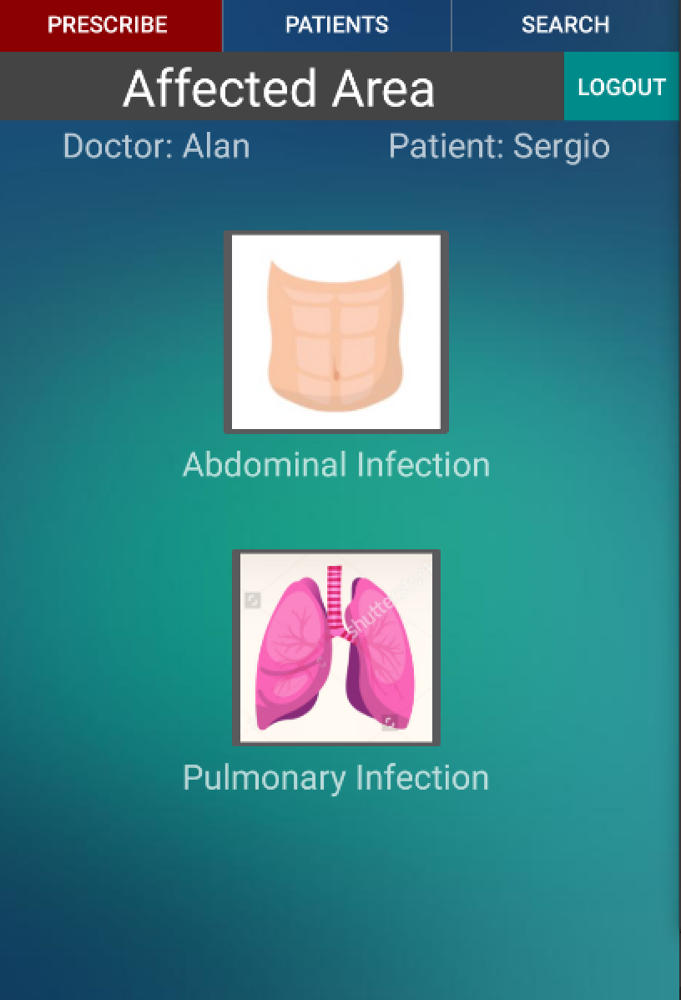 PRESCRIBE PATIENTS SEARCH
Affected Area LOGOUT
Doctor: Alan Patient: Sergio
Abdominal Infection
Pulmonary Infection